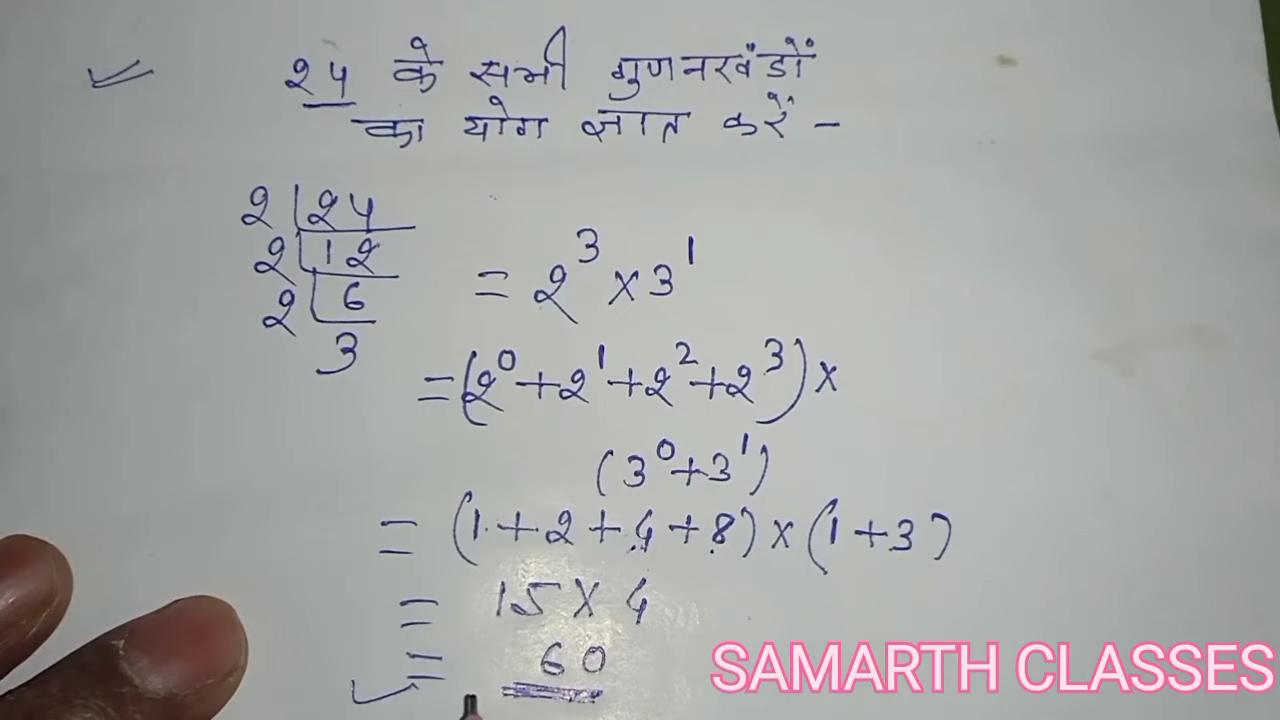 24 के सभी गुणनखंडों
का योग ज्ञात करें -
2 | 24
2 | 12
2 | 6
3
= 2³ × 3¹
= (2⁰ + 2¹ + 2² + 2³) ×
(3⁰ + 3¹)
= (1 + 2 + 4 + 8) × (1 + 3)
= 15 × 4
= 60
SAMARTH CLASSES